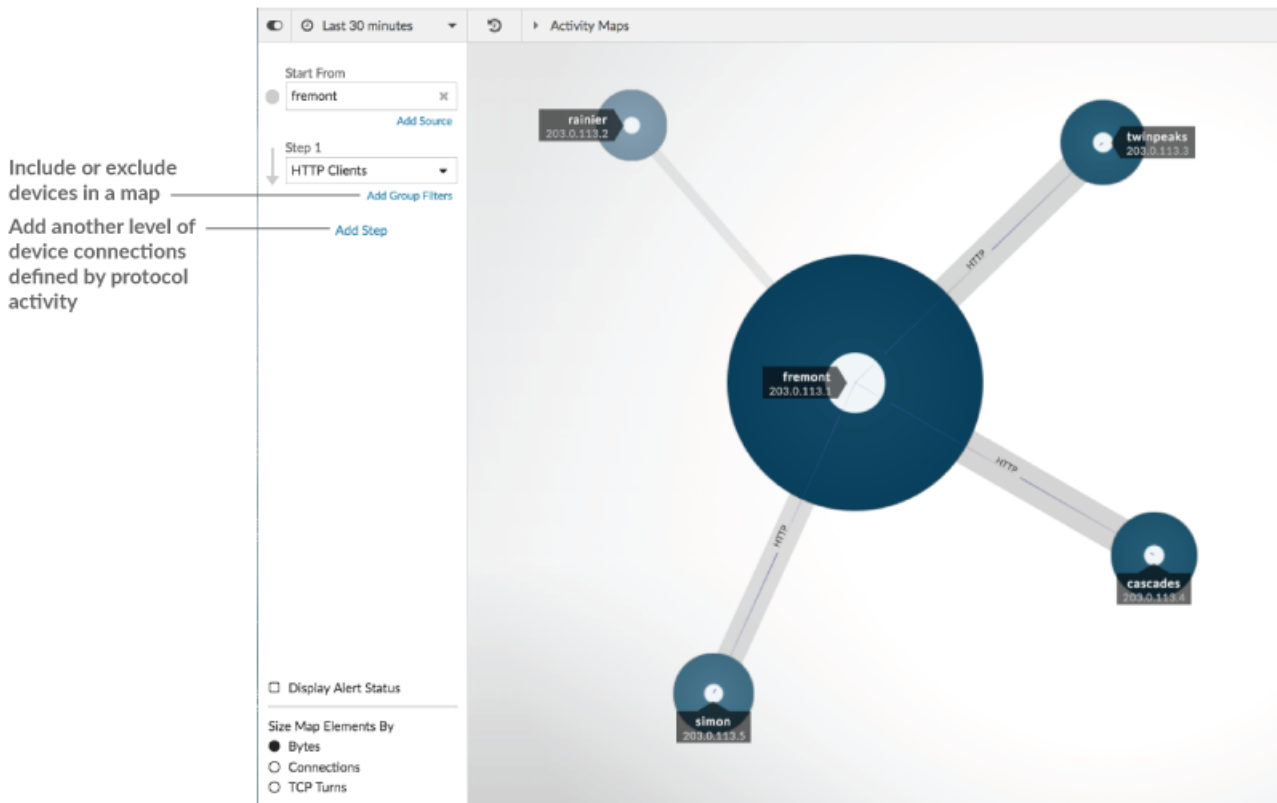 Last 30 minutes
Activity Maps
Start From
fremont
Add Source
Step 1
HTTP Clients
Add Group Filters
Add Step
Include or exclude
devices in a map
Add another level of
device connections
defined by protocol
activity
rainier
203.0.113.2
twinpeaks
203.0.113.3
HTTP
fremont
203.0.113.1
HTTP
HTTP
cascades
203.0.113.4
simon
203.0.113.5
Display Alert Status
Size Map Elements By
Bytes
Connections
TCP Turns